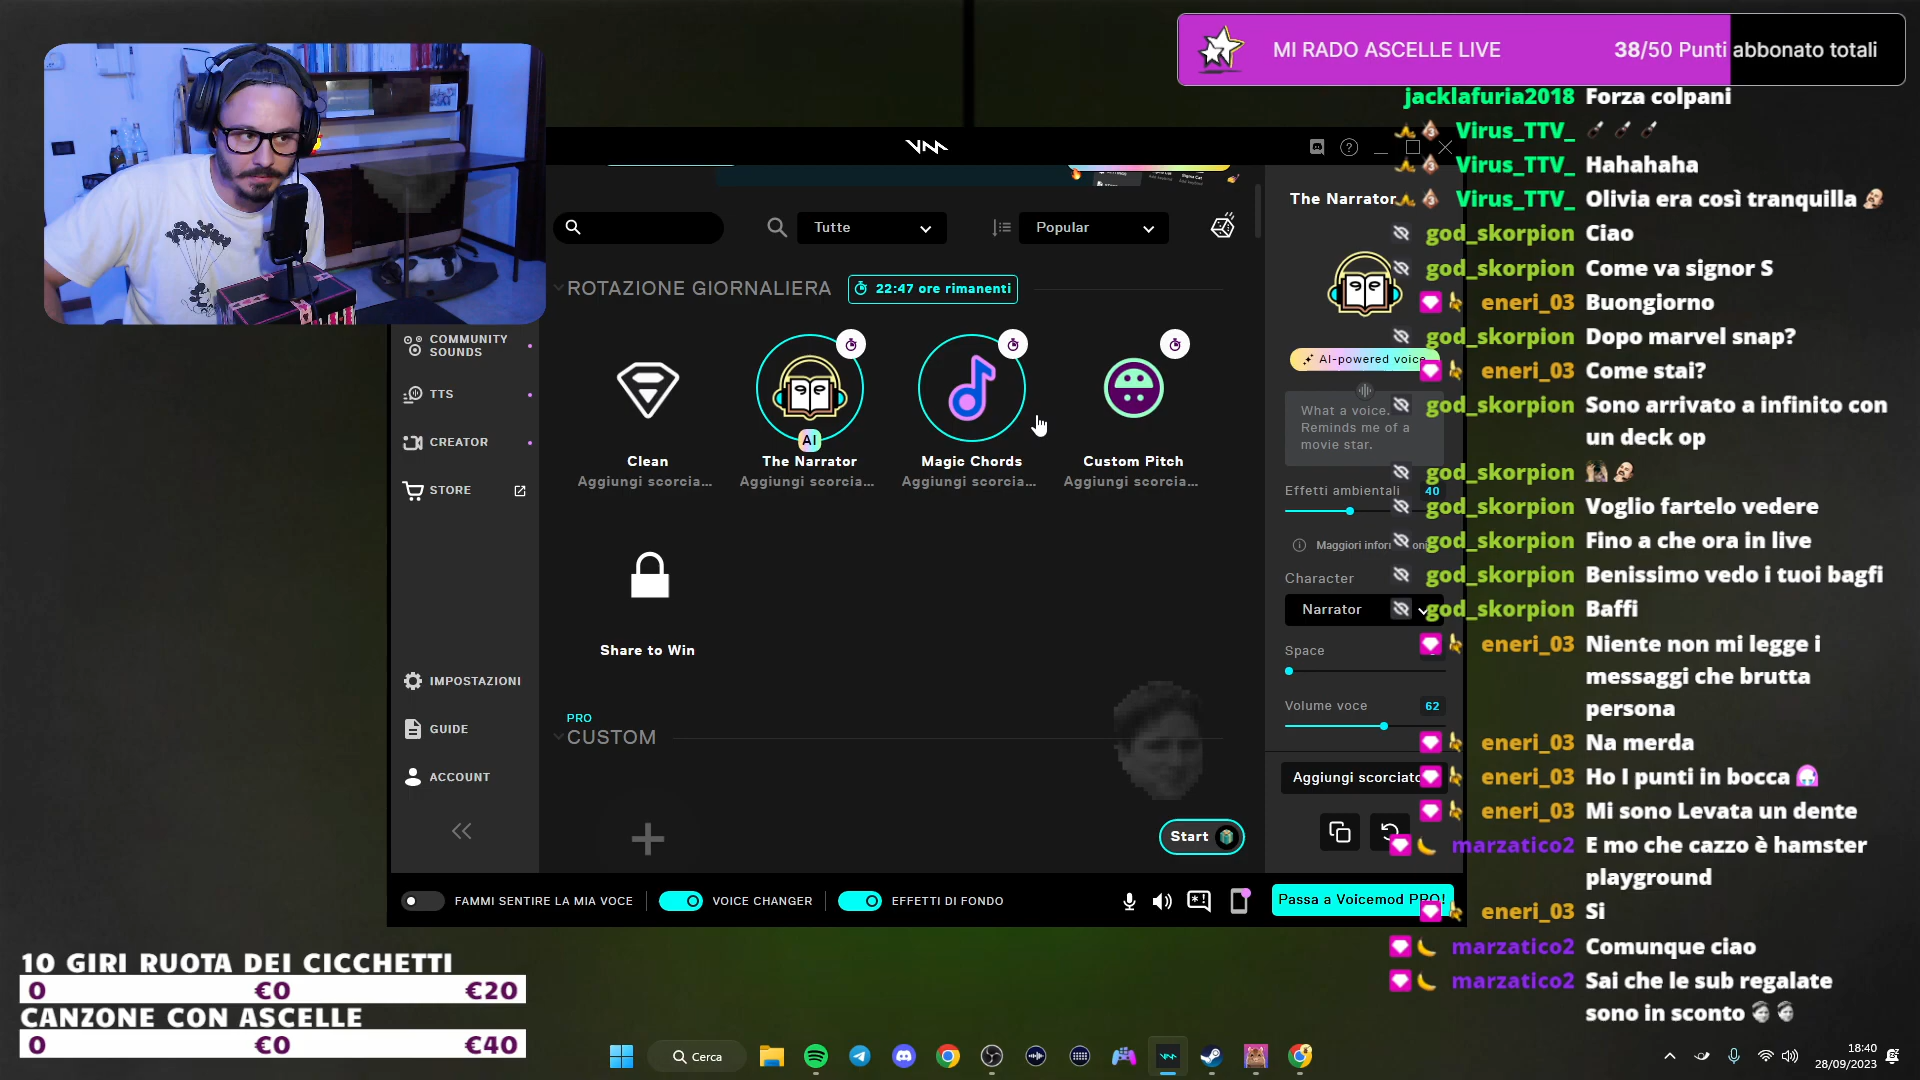 MI RADO ASCELLE LIVE
38/50 Punti abbonato totali
jacklafuria2018 Forza colpani
Virus_TTV_
Virus_TTV_ Hahahaha
Virus_TTV_ Olivia era così tranquilla
god_skorpion Ciao
god_skorpion Come va signor S
eneri_03 Buongiorno
god_skorpion Dopo marvel snap?
eneri_03 Come stai?
god_skorpion Sono arrivato a infinito con
un deck op
god_skorpion
god_skorpion Voglio fartelo vedere
god_skorpion Fino a che ora in live
god_skorpion Benissimo vedo i tuoi bagfi
god_skorpion Baffi
eneri_03 Niente non mi legge i
messaggi che brutta
persona
eneri_03 Na merda
eneri_03 Ho I punti in bocca
eneri_03 Mi sono Levata un dente
marzatico2 E mo che cazzo è hamster
playground
eneri_03 Si
marzatico2 Comunque ciao
marzatico2 Sai che le sub regalate
sono in sconto
Tutte
Popular
ROTAZIONE GIORNALIERA
22:47 ore rimanenti
Clean
Aggiungi scorcia...
The Narrator
AI
Aggiungi scorcia...
Magic Chords
Aggiungi scorcia...
Custom Pitch
Aggiungi scorcia...
Share to Win
PRO
CUSTOM
Start
COMMUNITY
SOUNDS
TTS
CREATOR
STORE
IMPOSTAZIONI
GUIDE
ACCOUNT
The Narrator
AI-powered voice
What a voice.
Reminds me of a
movie star.
Effetti ambientali 40
Maggiori infor
Character
Narrator
Space
Volume voce 62
Aggiungi scorciato
FAMMI SENTIRE LA MIA VOCE
VOICE CHANGER
EFFETTI DI FONDO
Passa a Voicemod PRO!
10 GIRI RUOTA DEI CICCHETTI
0 €0 €20
CANZONE CON ASCELLE
0 €0 €40
Cerca
18:40
28/09/2023